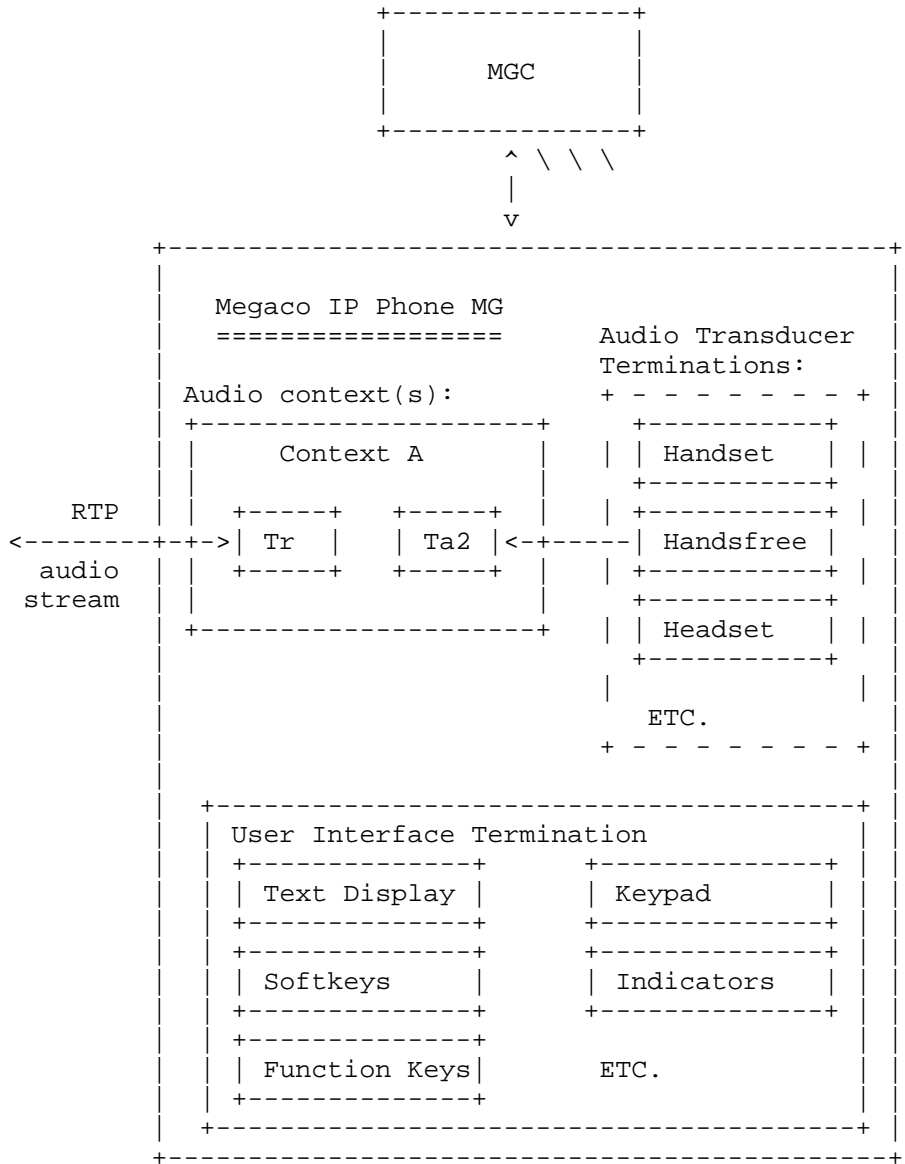 MGC
Megaco IP Phone MG
=================
Audio Transducer
Terminations:
Audio context(s):
Context A
Handset
RTP
Tr
Ta2
Handsfree
audio
stream
Headset
ETC.
User Interface Termination
Text Display
Keypad
Softkeys
Indicators
Function Keys
ETC.